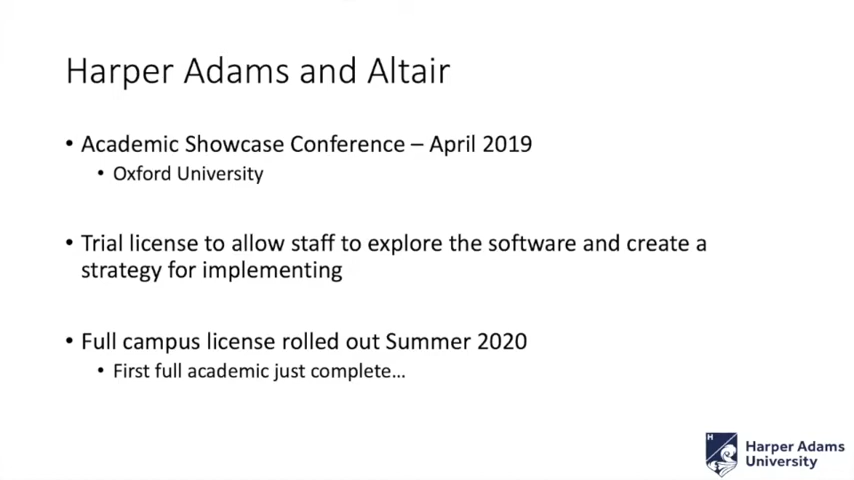 Harper Adams and Altair
• Academic Showcase Conference – April 2019
• Oxford University
• Trial license to allow staff to explore the software and create a
strategy for implementing
• Full campus license rolled out Summer 2020
• First full academic just complete…
H
Harper Adams
University